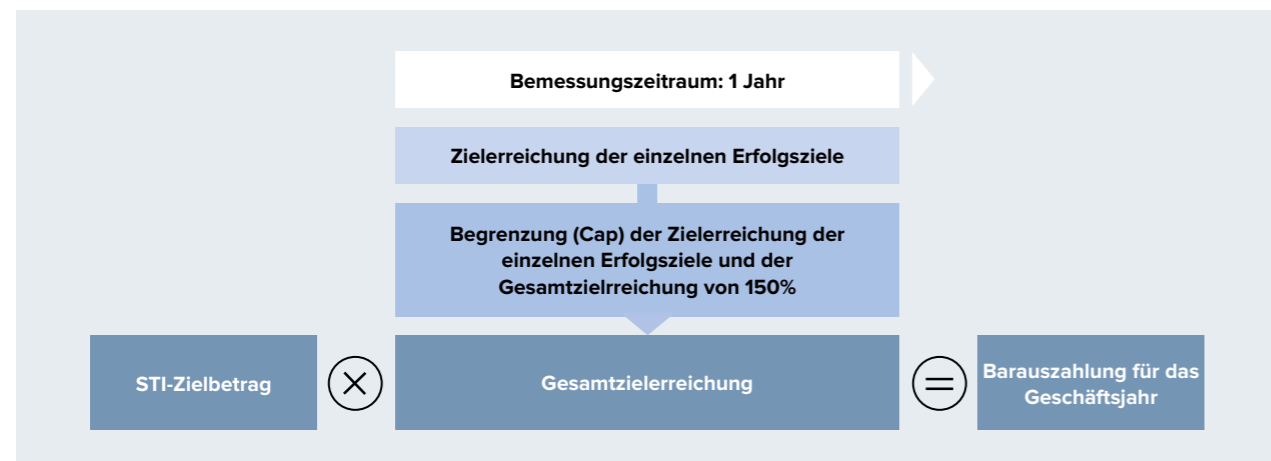 Bemessungszeitraum: 1 Jahr
Zielerreichung der einzelnen Erfolgsziele
Begrenzung (Cap) der Zielerreichung der
einzelnen Erfolgsziele und der
Gesamtzielrreichung von 150%
STI-Zielbetrag
Gesamtzielerreichung
Barauszahlung für das
Geschäftsjahr